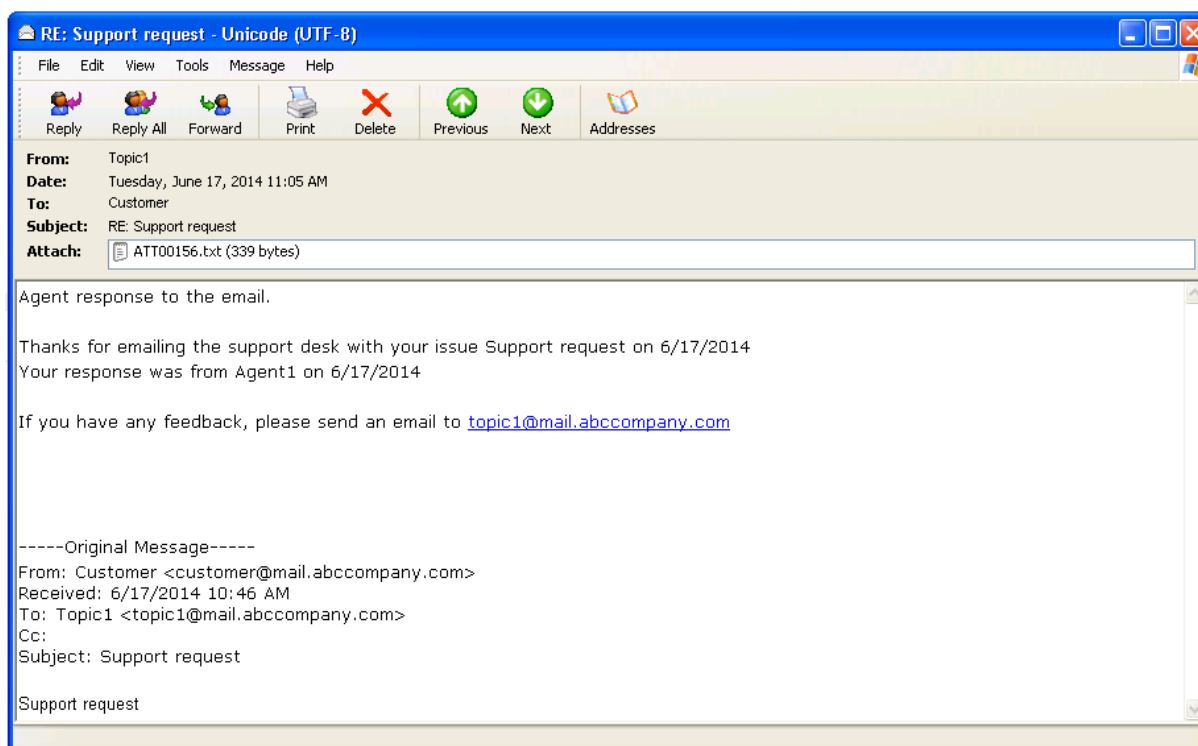 RE: Support request - Unicode (UTF-8)
File Edit View Tools Message Help
Reply Reply All Forward Print Delete Previous Next Addresses
From: Topic1
Date: Tuesday, June 17, 2014 11:05 AM
To: Customer
Subject: RE: Support request
Attach: ATT00156.txt (339 bytes)
Agent response to the email.
Thanks for emailing the support desk with your issue Support request on 6/17/2014
Your response was from Agent1 on 6/17/2014
If you have any feedback, please send an email to topic1@mail.abccompany.com
-----Original Message-----
From: Customer <customer@mail.abccompany.com>
Received: 6/17/2014 10:46 AM
To: Topic1 <topic1@mail.abccompany.com>
Cc:
Subject: Support request
Support request